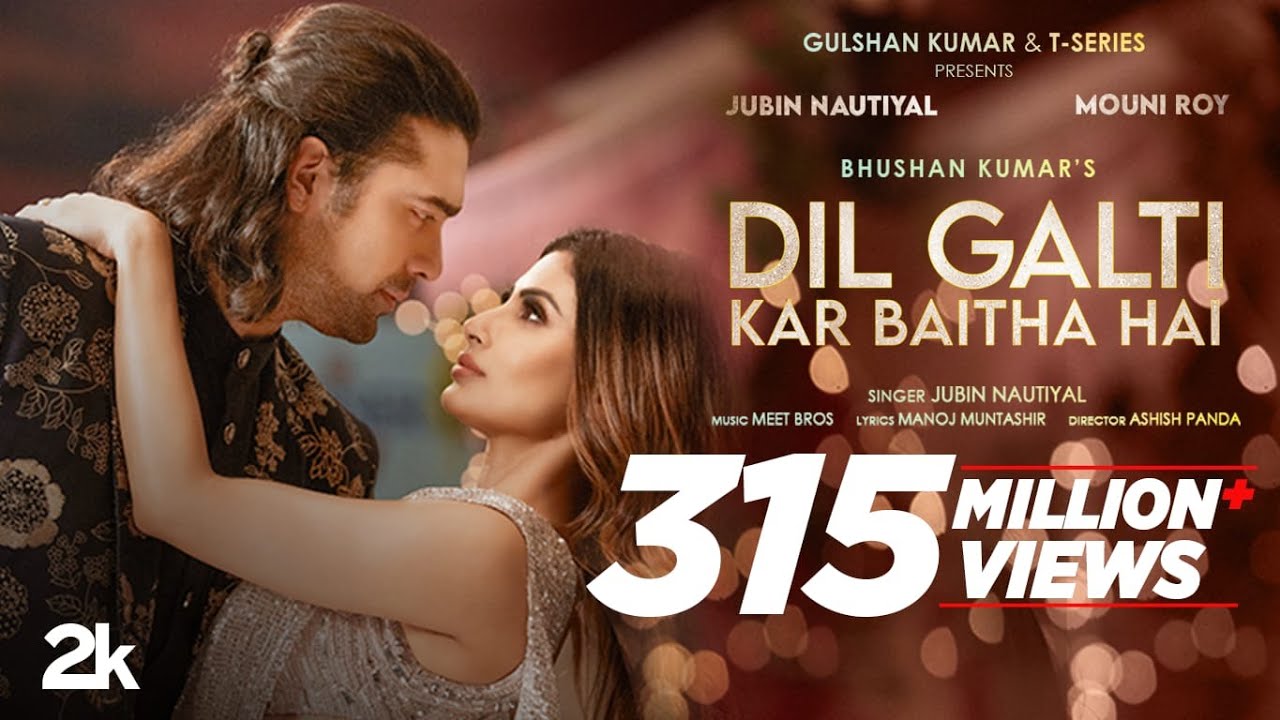 GULSHAN KUMAR & T-SERIES
PRESENTS
JUBIN NAUTIYAL MOUNI ROY
BHUSHAN KUMAR'S
DIL GALTI
KAR BAITHA HAI
SINGER JUBIN NAUTIYAL
MUSIC MEET BROS LYRICS MANOJ MUNTASHIR DIRECTOR ASHISH PANDA
315 MILLION+
VIEWS
2k